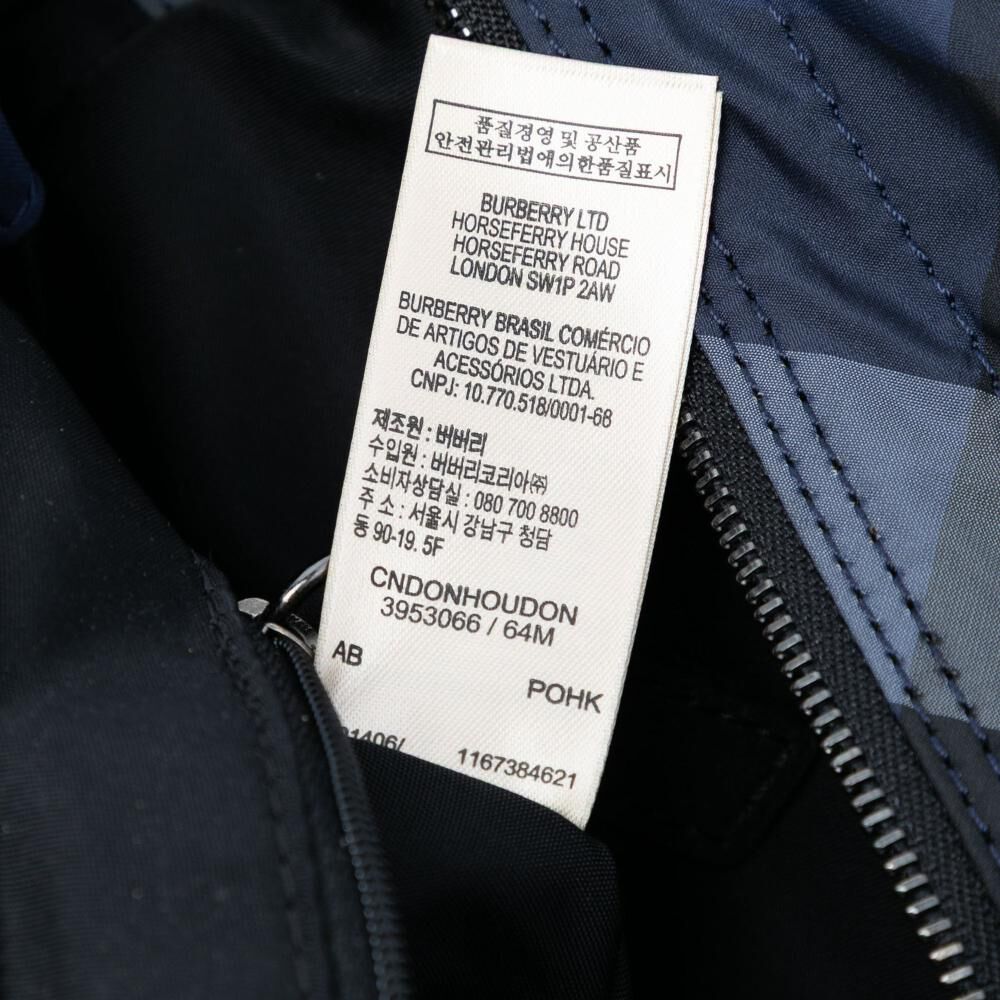 품질경영 및 공산품
안전관리법애의한품질표시
BURBERRY LTD
HORSEFERRY HOUSE
HORSEFERRY ROAD
LONDON SW1P 2AW
BURBERRY BRASIL COMÉRCIO
DE ARTIGOS DE VESTUÁRIO E
ACESSÓRIOS LTDA.
CNPJ: 10.770.518/0001-68
제조원 : 버버리
수입원 : 버버리코리아㈜
소비자상담실 : 080 700 8800
주 소 : 서울시 강남구 청담
동 90-19. 5F
CNDONHOUDON
3953066 / 64M
AB
POHK
1406/ 1167384621